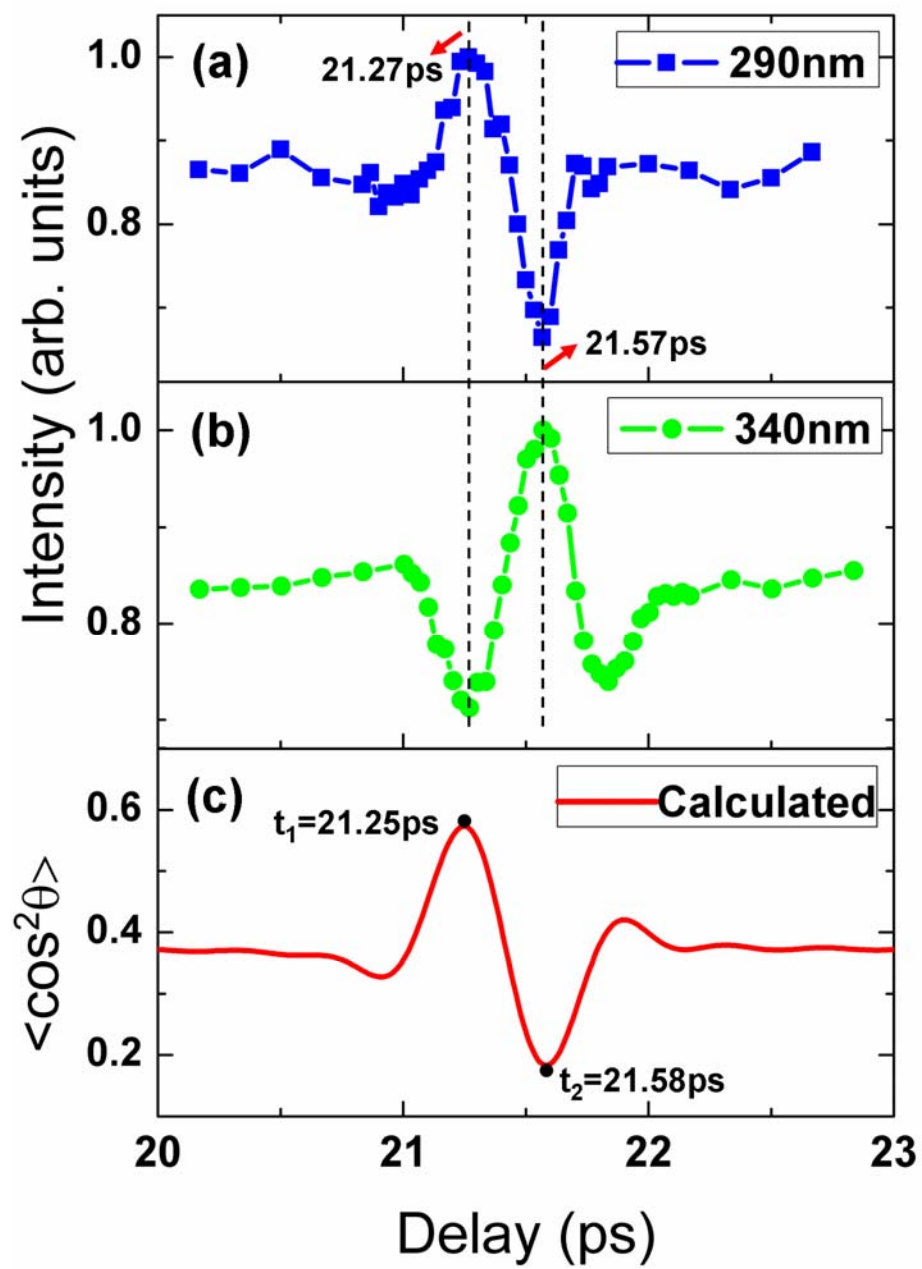 (a)
290nm
21.27ps
21.57ps
1.0
0.8
Intensity (arb. units)
(b)
340nm
1.0
0.8
(c)
Calculated
t₁=21.25ps
t₂=21.58ps
0.6
0.4
0.2
<cos²θ>
20
21
22
23
Delay (ps)